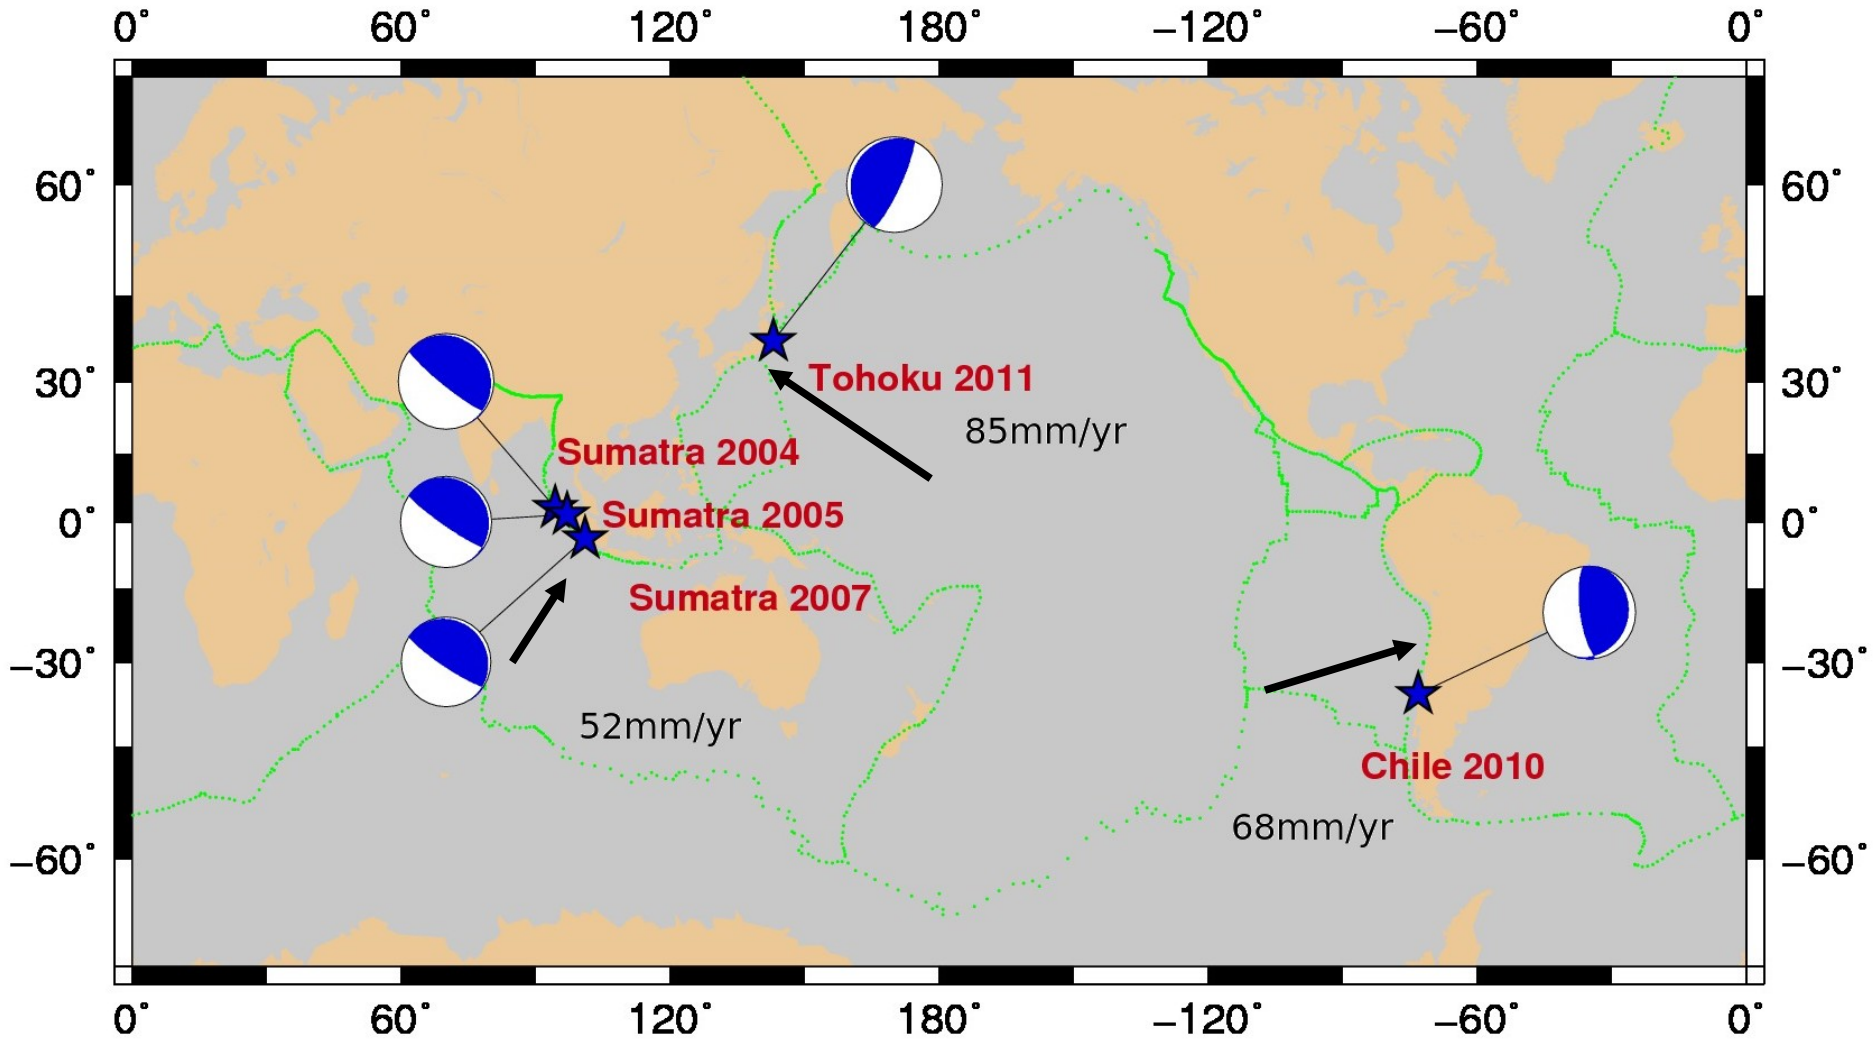 0° 60° 120° 180° −120° −60° 0°
60° 60°
Tohoku 2011
30° 30°
85mm/yr
Sumatra 2004
Sumatra 2005
0° 0°
Sumatra 2007
−30° −30°
52mm/yr
Chile 2010
68mm/yr
−60° −60°
0° 60° 120° 180° −120° −60° 0°